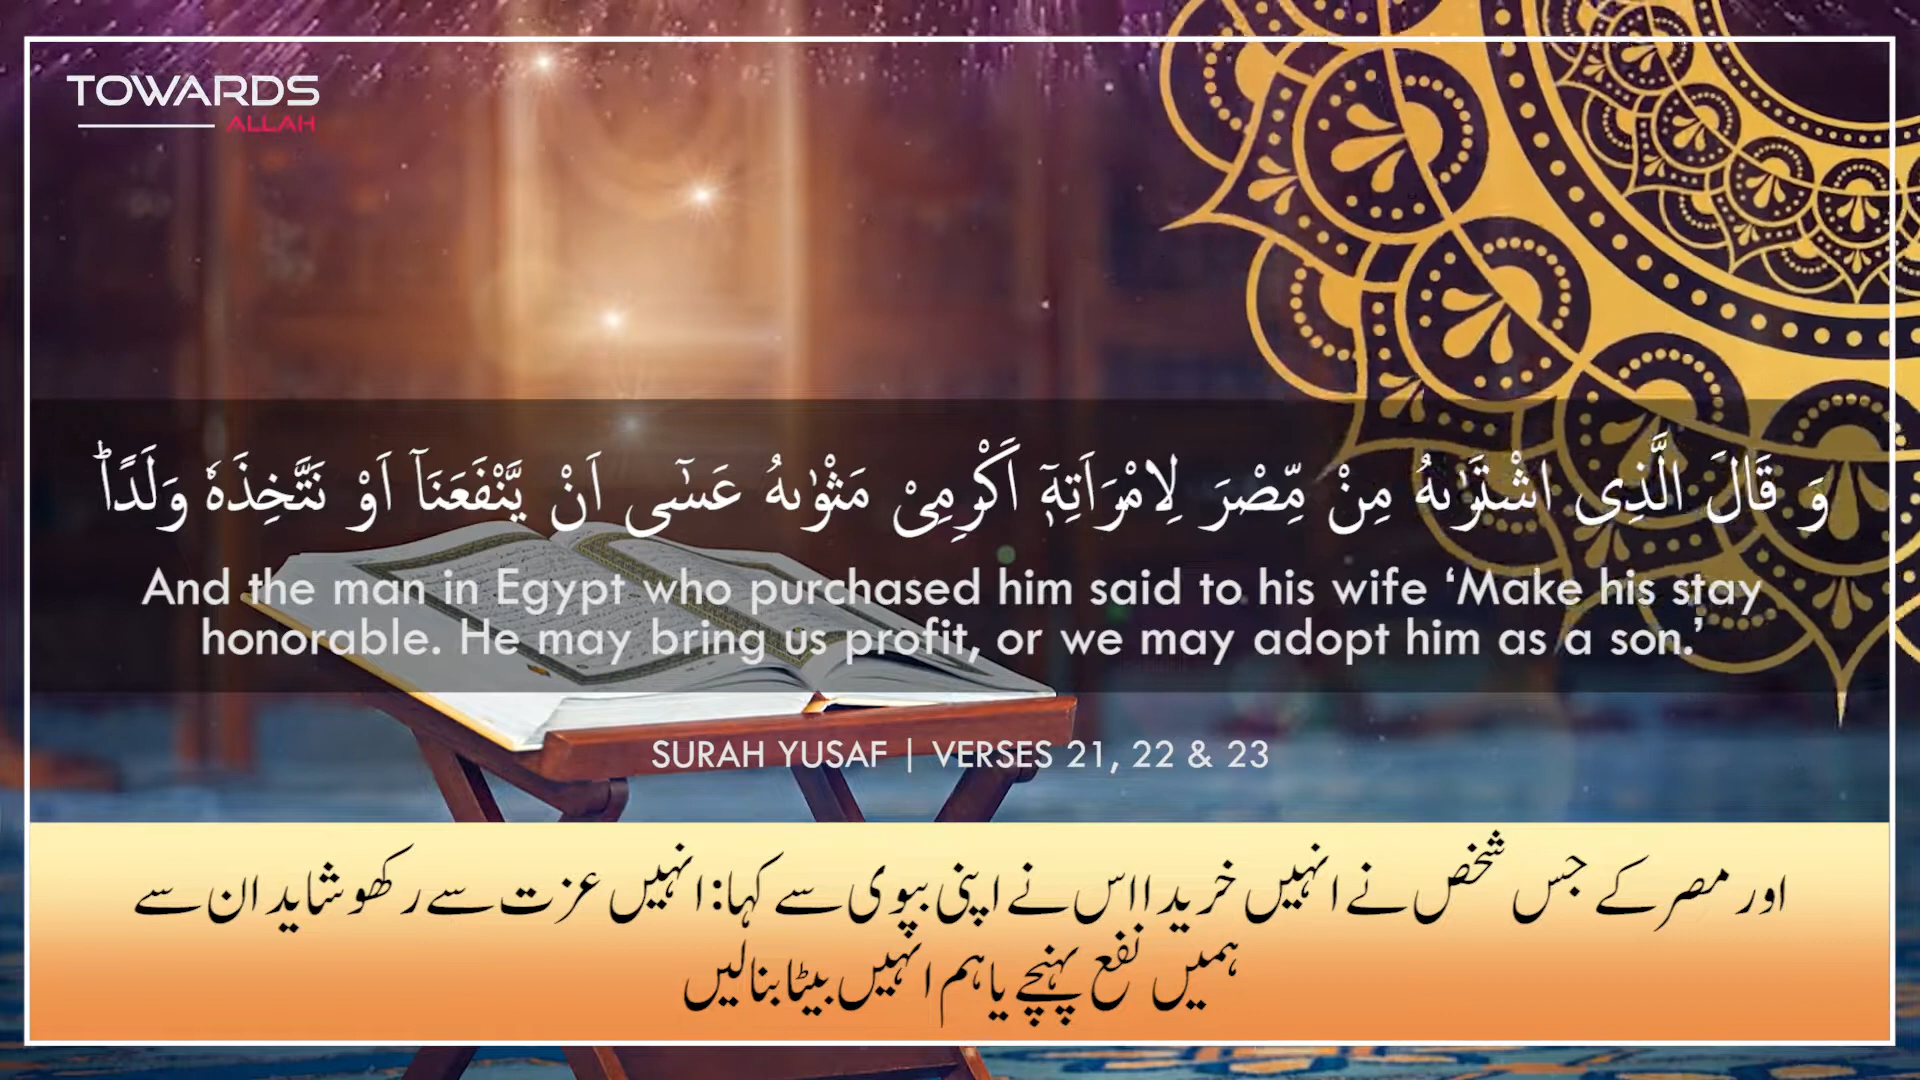 TOWARDS
ALLAH
وَ قَالَ الَّذِی اشْتَرٰىهُ مِنْ مِّصْرَ لِامْرَاَتِهٖۤ اَكْرِمِیْ مَثْوٰىهُ عَسٰۤى اَنْ یَّنْفَعَنَاۤ اَوْ نَتَّخِذَهٗ وَلَدًاؕ
And the man in Egypt who purchased him said to his wife ‘Make his stay
honorable. He may bring us profit, or we may adopt him as a son.’
SURAH YUSAF | VERSES 21, 22 & 23
اور مصر کے جس شخص نے انہیں خریدا اس نے اپنی بیوی سے کہا: انہیں عزت سے رکھو شاید ان سے
ہمیں نفع پہنچے یا ہم انہیں بیٹا بنالیں